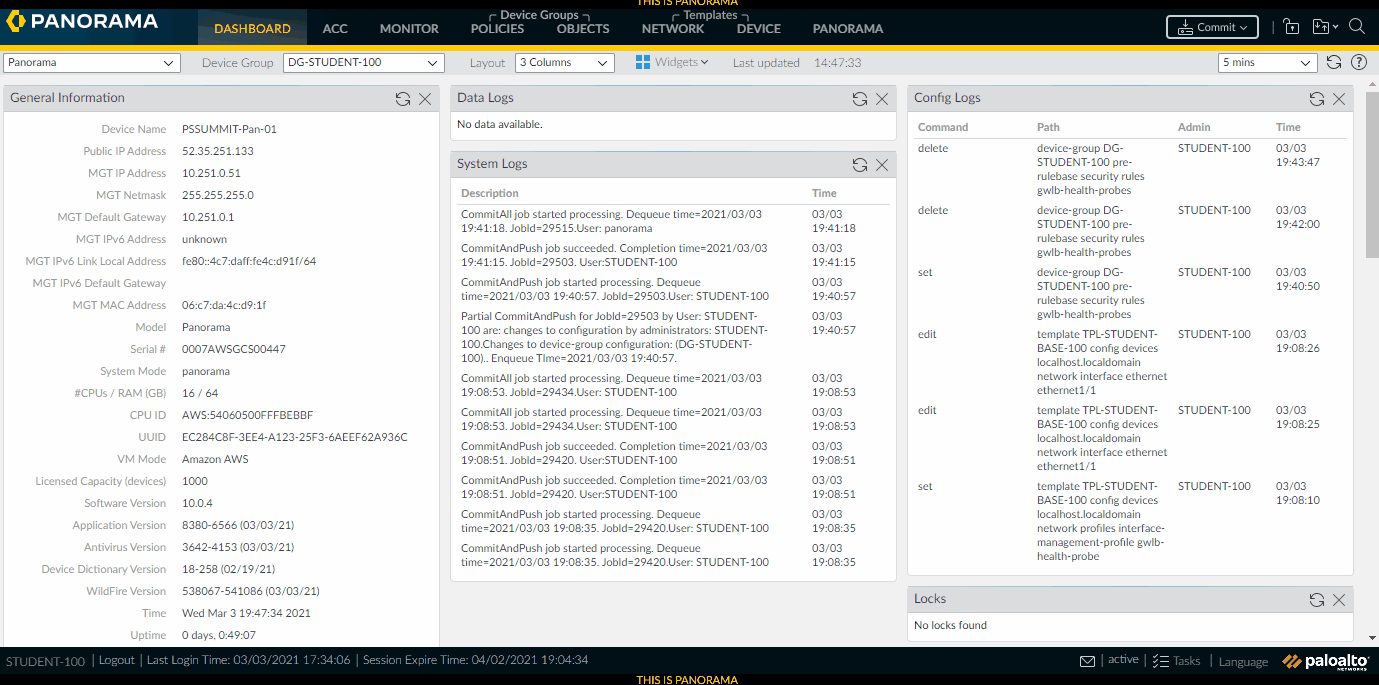 THIS IS PANORAMA
PANORAMA
DASHBOARD
ACC
MONITOR
Device Groups
POLICIES
OBJECTS
Templates
NETWORK
DEVICE
PANORAMA
Commit
Panorama
Device Group
DG-STUDENT-100
Layout
3 Columns
Widgets
Last updated
14:47:33
5 mins
General Information
Device Name PSSUMMIT-Pan-01
Public IP Address 52.35.251.133
MGT IP Address 10.251.0.51
MGT Netmask 255.255.255.0
MGT Default Gateway 10.251.0.1
MGT IPv6 Address unknown
MGT IPv6 Link Local Address fe80::4c7:daff:fe4c:d91f/64
MGT IPv6 Default Gateway
MGT MAC Address 06:c7:da:4c:d9:1f
Model Panorama
Serial # 0007AWSGCS00447
System Mode panorama
#CPUs / RAM (GB) 16 / 64
CPU ID AWS:54060500FFFBEBBF
UUID EC284C8F-3EE4-A123-25F3-6AEEF62A936C
VM Mode Amazon AWS
Licensed Capacity (devices) 1000
Software Version 10.0.4
Application Version 8380-6566 (03/03/21)
Antivirus Version 3642-4153 (03/03/21)
Device Dictionary Version 18-258 (02/19/21)
WildFire Version 538067-541086 (03/03/21)
Time Wed Mar 3 19:47:34 2021
Uptime 0 days, 0:49:07
Data Logs
No data available.
System Logs
Description Time
CommitAll job started processing. Dequeue time=2021/03/03 03/03
19:41:18. JobId=29515.User: panorama 19:41:18
CommitAndPush job succeeded. Completion time=2021/03/03 03/03
19:41:15. JobId=29503. User:STUDENT-100 19:41:15
CommitAndPush job started processing. Dequeue 03/03
time=2021/03/03 19:40:57. JobId=29503.User: STUDENT-100 19:40:57
Partial CommitAndPush for JobId=29503 by User: STUDENT- 03/03
100 are: changes to configuration by administrators: STUDENT- 19:40:57
100.Changes to device-group configuration: (DG-STUDENT-
100).. Enqueue TIme=2021/03/03 19:40:57.
CommitAll job started processing. Dequeue time=2021/03/03 03/03
19:08:53. JobId=29434.User: STUDENT-100 19:08:53
CommitAll job started processing. Dequeue time=2021/03/03 03/03
19:08:53. JobId=29434.User: STUDENT-100 19:08:53
CommitAndPush job succeeded. Completion time=2021/03/03 03/03
19:08:51. JobId=29420. User:STUDENT-100 19:08:51
CommitAndPush job succeeded. Completion time=2021/03/03 03/03
19:08:51. JobId=29420. User:STUDENT-100 19:08:51
CommitAndPush job started processing. Dequeue 03/03
time=2021/03/03 19:08:35. JobId=29420.User: STUDENT-100 19:08:35
CommitAndPush job started processing. Dequeue 03/03
time=2021/03/03 19:08:35. JobId=29420.User: STUDENT-100 19:08:35
Config Logs
Command Path Admin Time
delete device-group DG- STUDENT-100 03/03
STUDENT-100 pre- 19:43:47
rulebase security rules
gwlb-health-probes
delete device-group DG- STUDENT-100 03/03
STUDENT-100 pre- 19:42:00
rulebase security rules
gwlb-health-probes
set device-group DG- STUDENT-100 03/03
STUDENT-100 pre- 19:40:50
rulebase security rules
gwlb-health-probes
edit template TPL-STUDENT- STUDENT-100 03/03
BASE-100 config devices 19:08:26
localhost.localdomain
network interface ethernet
ethernet1/1
edit template TPL-STUDENT- STUDENT-100 03/03
BASE-100 config devices 19:08:25
localhost.localdomain
network interface ethernet
ethernet1/1
set template TPL-STUDENT- STUDENT-100 03/03
BASE-100 config devices 19:08:10
localhost.localdomain
network profiles interface-
management-profile gwlb-
health-probe
Locks
No locks found
STUDENT-100 | Logout | Last Login Time: 03/03/2021 17:34:06 | Session Expire Time: 04/02/2021 19:04:34
| active | Tasks | Language
paloalto
NETWORKS
THIS IS PANORAMA